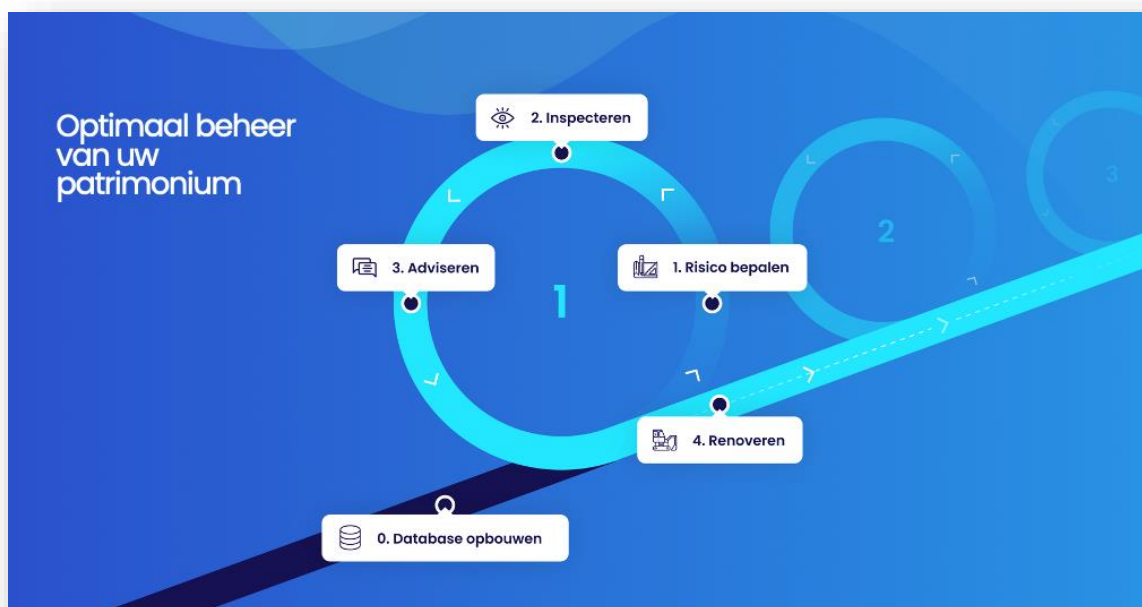 Optimaal beheer
van uw
patrimonium
2. Inspecteren
3. Adviseren
1. Risico bepalen
1
2
3
4. Renoveren
0. Database opbouwen